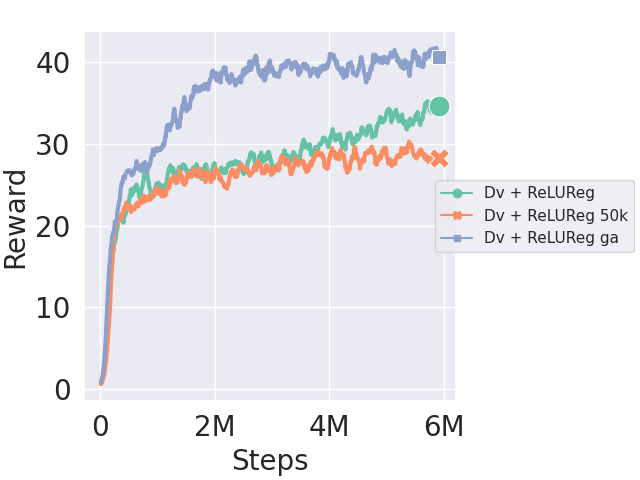 40
30
20
10
0
Reward
0 2M 4M 6M
Steps
Dv + ReLUReg
Dv + ReLUReg 50k
Dv + ReLUReg ga